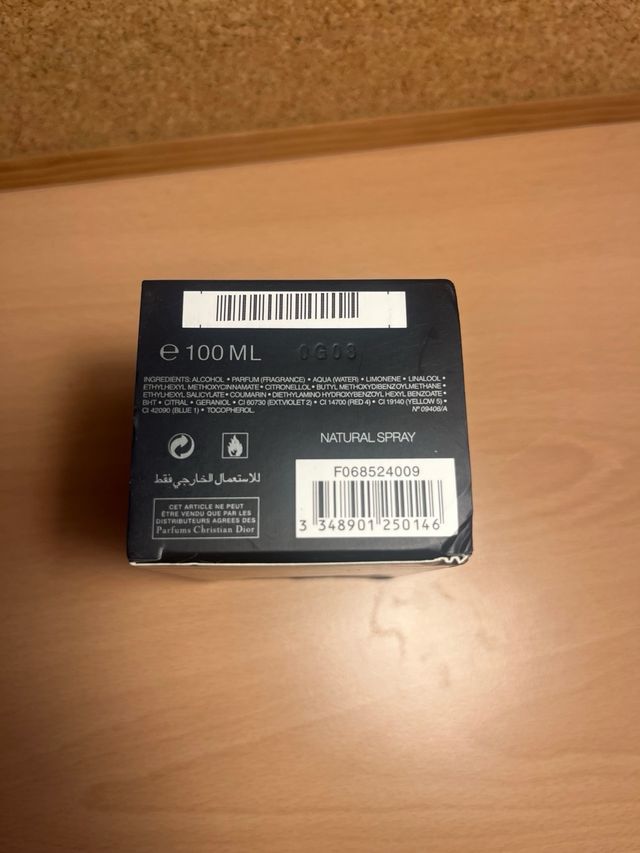 ℮ 100 ML 0G03
INGREDIENTS: ALCOHOL • PARFUM (FRAGRANCE) • AQUA (WATER) • LIMONENE • LINALOOL •
ETHYLHEXYL METHOXYCINNAMATE • CITRONELLOL • BUTYL METHOXYDIBENZOYLMETHANE •
ETHYLHEXYL SALICYLATE • COUMARIN • DIETHYLAMINO HYDROXYBENZOYL HEXYL BENZOATE •
BHT • CITRAL • GERANIOL • CI 60730 (EXT.VIOLET 2) • CI 14700 (RED 4) • CI 19140 (YELLOW 5) •
CI 42090 (BLUE 1) • TOCOPHEROL. N° 09406/A
NATURAL SPRAY
للاستعمال الخارجي فقط
CET ARTICLE NE PEUT
ÊTRE VENDU QUE PAR LES
DISTRIBUTEURS AGREES DES
Parfums Christian Dior
F068524009
3 348901 250146